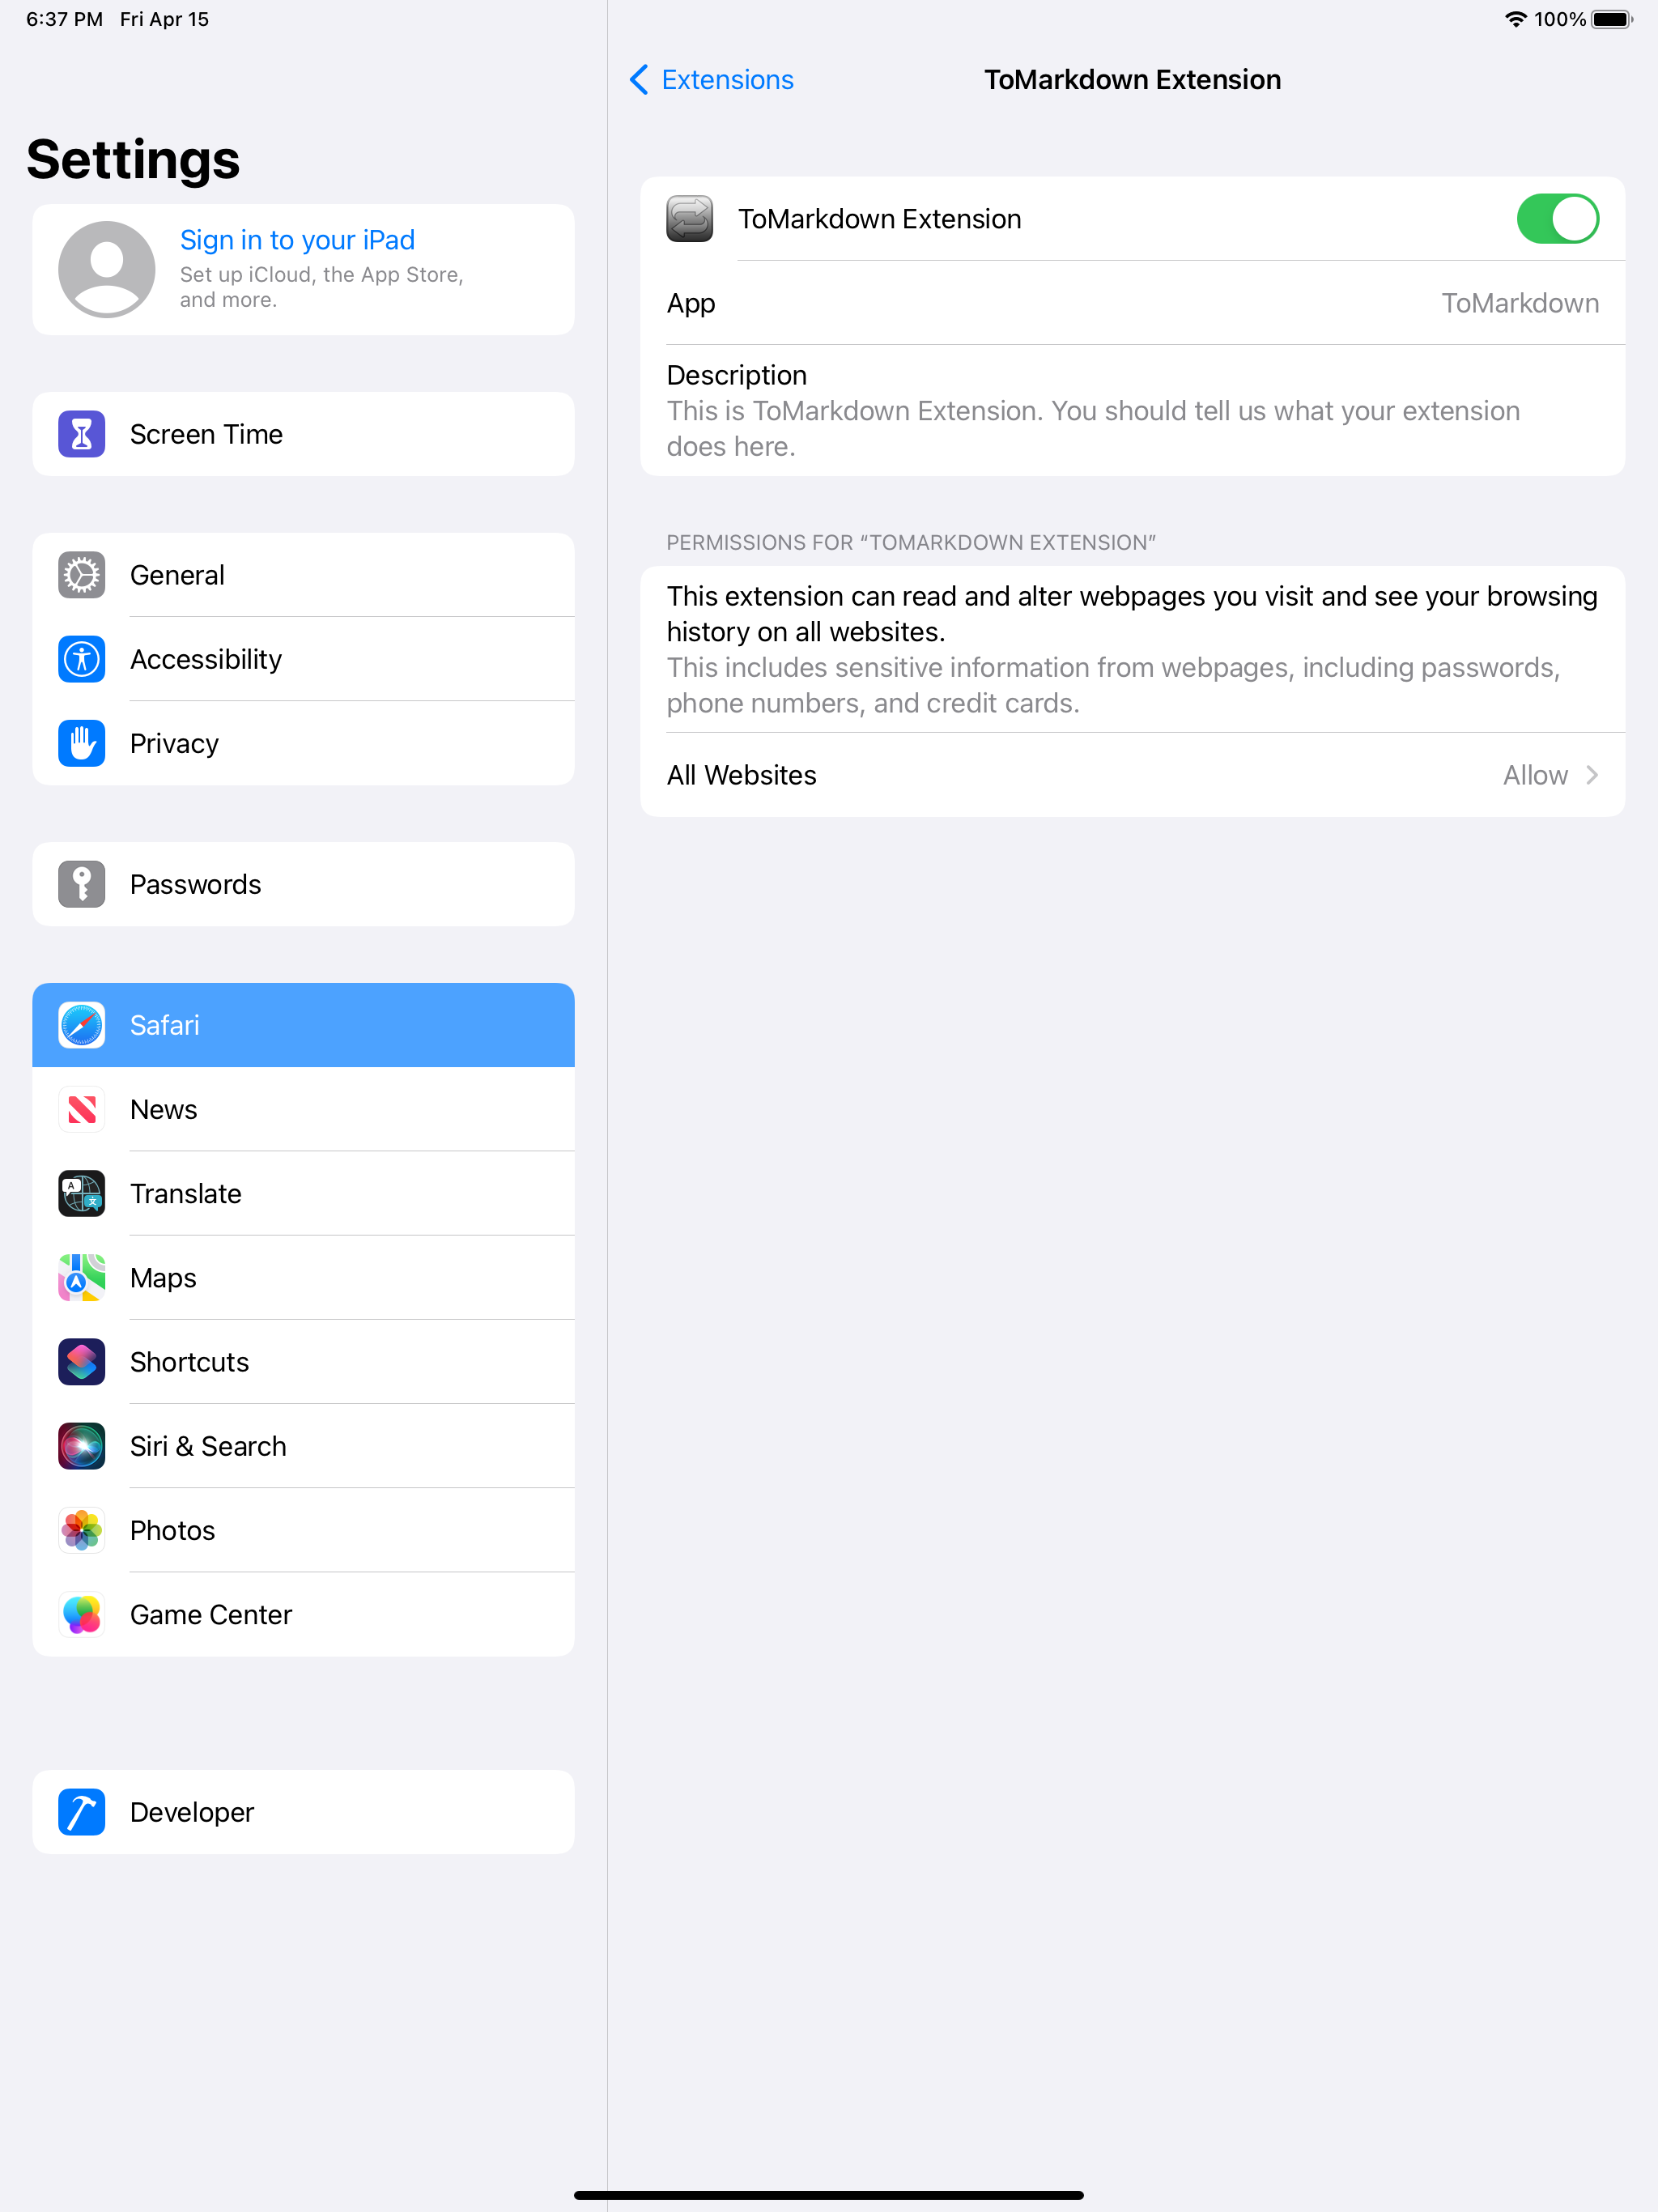 6:37 PM Fri Apr 15
100%
Settings
Sign in to your iPad
Set up iCloud, the App Store,
and more.
Screen Time
General
Accessibility
Privacy
Passwords
Safari
News
Translate
Maps
Shortcuts
Siri & Search
Photos
Game Center
Developer
Extensions
ToMarkdown Extension
ToMarkdown Extension
App
ToMarkdown
Description
This is ToMarkdown Extension. You should tell us what your extension
does here.
PERMISSIONS FOR “TOMARKDOWN EXTENSION”
This extension can read and alter webpages you visit and see your browsing
history on all websites.
This includes sensitive information from webpages, including passwords,
phone numbers, and credit cards.
All Websites
Allow